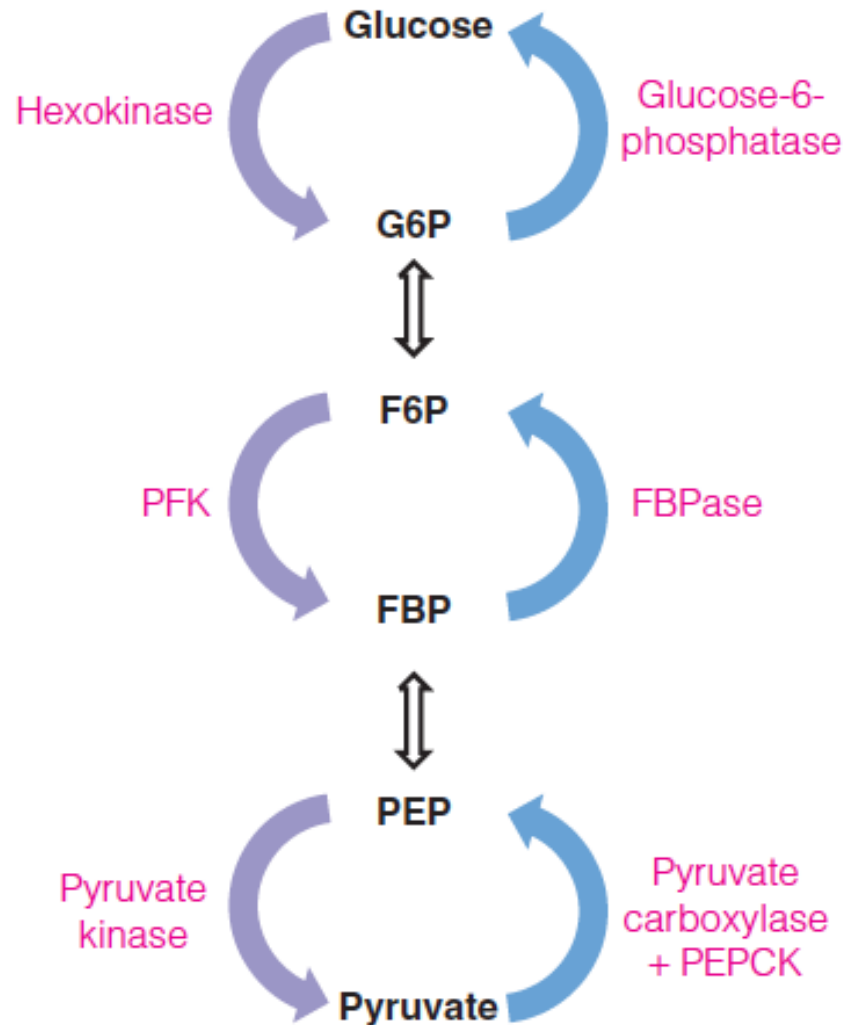 Glucose
Hexokinase
Glucose-6-
phosphatase
G6P
F6P
PFK
FBPase
FBP
PEP
Pyruvate
kinase
Pyruvate
carboxylase
+ PEPCK
Pyruvate